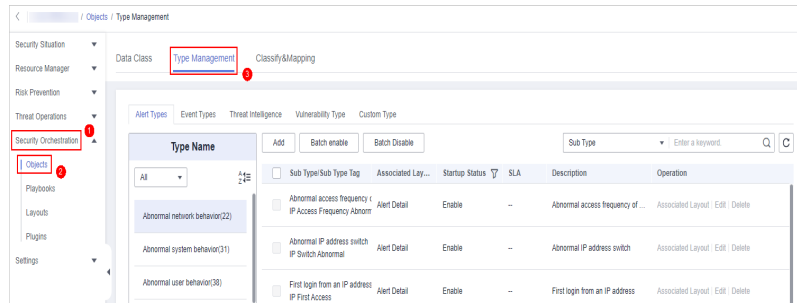 / Objects / Type Management
Security Situation
Resource Manager
Risk Prevention
Threat Operations
1
Security Orchestration
Objects
2
Playbooks
Layouts
Plugins
Settings
Data Class Type Management Classify&Mapping
3
Alert Types Event Types Threat Intelligence Vulnerability Type Custom Type
Type Name
All
Abnormal network behavior(22)
Abnormal system behavior(31)
Abnormal user behavior(38)
Add Batch enable Batch Disable Sub Type Enter a keyword.
Sub Type/Sub Type Tag Associated Lay... Startup Status SLA Description Operation
Abnormal access frequency
IP Access Frequency Abnorm Alert Detail Enable -- Abnormal access frequency of ... Associated Layout | Edit | Delete
Abnormal IP address switch
IP Switch Abnormal Alert Detail Enable -- Abnormal IP address switch Associated Layout | Edit | Delete
First login from an IP address
IP First Access Alert Detail Enable -- First login from an IP address Associated Layout | Edit | Delete